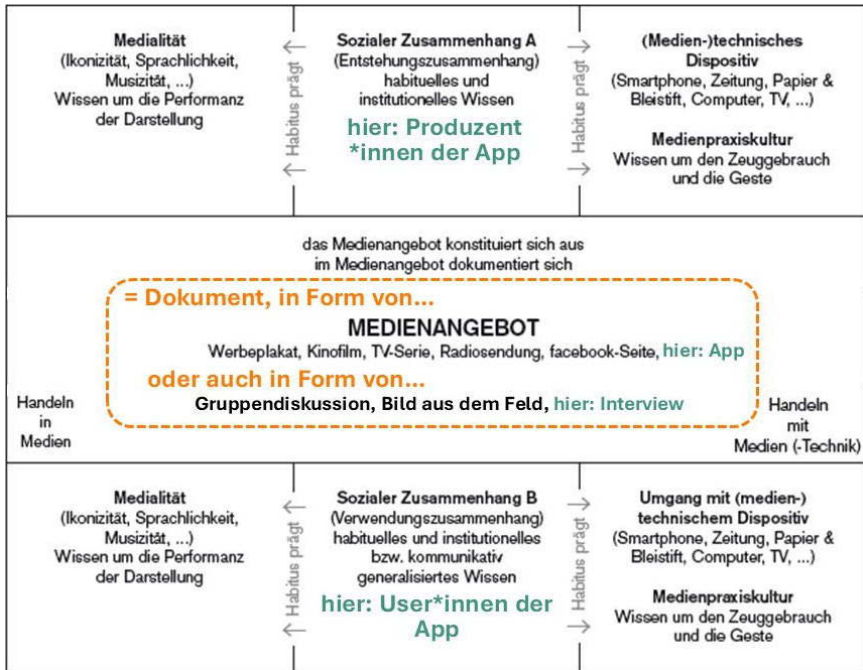 Medialität
(Ikonizität, Sprachlichkeit,
Musizität, ...)
Wissen um die Performanz
der Darstellung
Habitus prägt
Sozialer Zusammenhang A
(Entstehungszusammenhang)
habituelles und
institutionelles Wissen
hier: Produzent
*innen der App
Habitus prägt
(Medien-)technisches
Dispositiv
(Smartphone, Zeitung, Papier &
Bleistift, Computer, TV, ...)
Medienpraxiskultur
Wissen um den Zeuggebrauch
und die Geste
das Medienangebot konstituiert sich aus
im Medienangebot dokumentiert sich
= Dokument, in Form von...
MEDIENANGEBOT
Werbeplakat, Kinofilm, TV-Serie, Radiosendung, facebook-Seite, hier: App
oder auch in Form von...
Gruppendiskussion, Bild aus dem Feld, hier: Interview
Handeln
in
Medien
Handeln
mit
Medien (-Technik)
Medialität
(Ikonizität, Sprachlichkeit,
Musizität, ...)
Wissen um die Performanz
der Darstellung
Habitus prägt
Sozialer Zusammenhang B
(Verwendungszusammenhang)
habituelles und institutionelles
bzw. kommunikativ
generalisiertes Wissen
hier: User*innen der
App
Habitus prägt
Umgang mit (medien-)
technischem Dispositiv
(Smartphone, Zeitung, Papier &
Bleistift, Computer, TV, ...)
Medienpraxiskultur
Wissen um den Zeuggebrauch
und die Geste